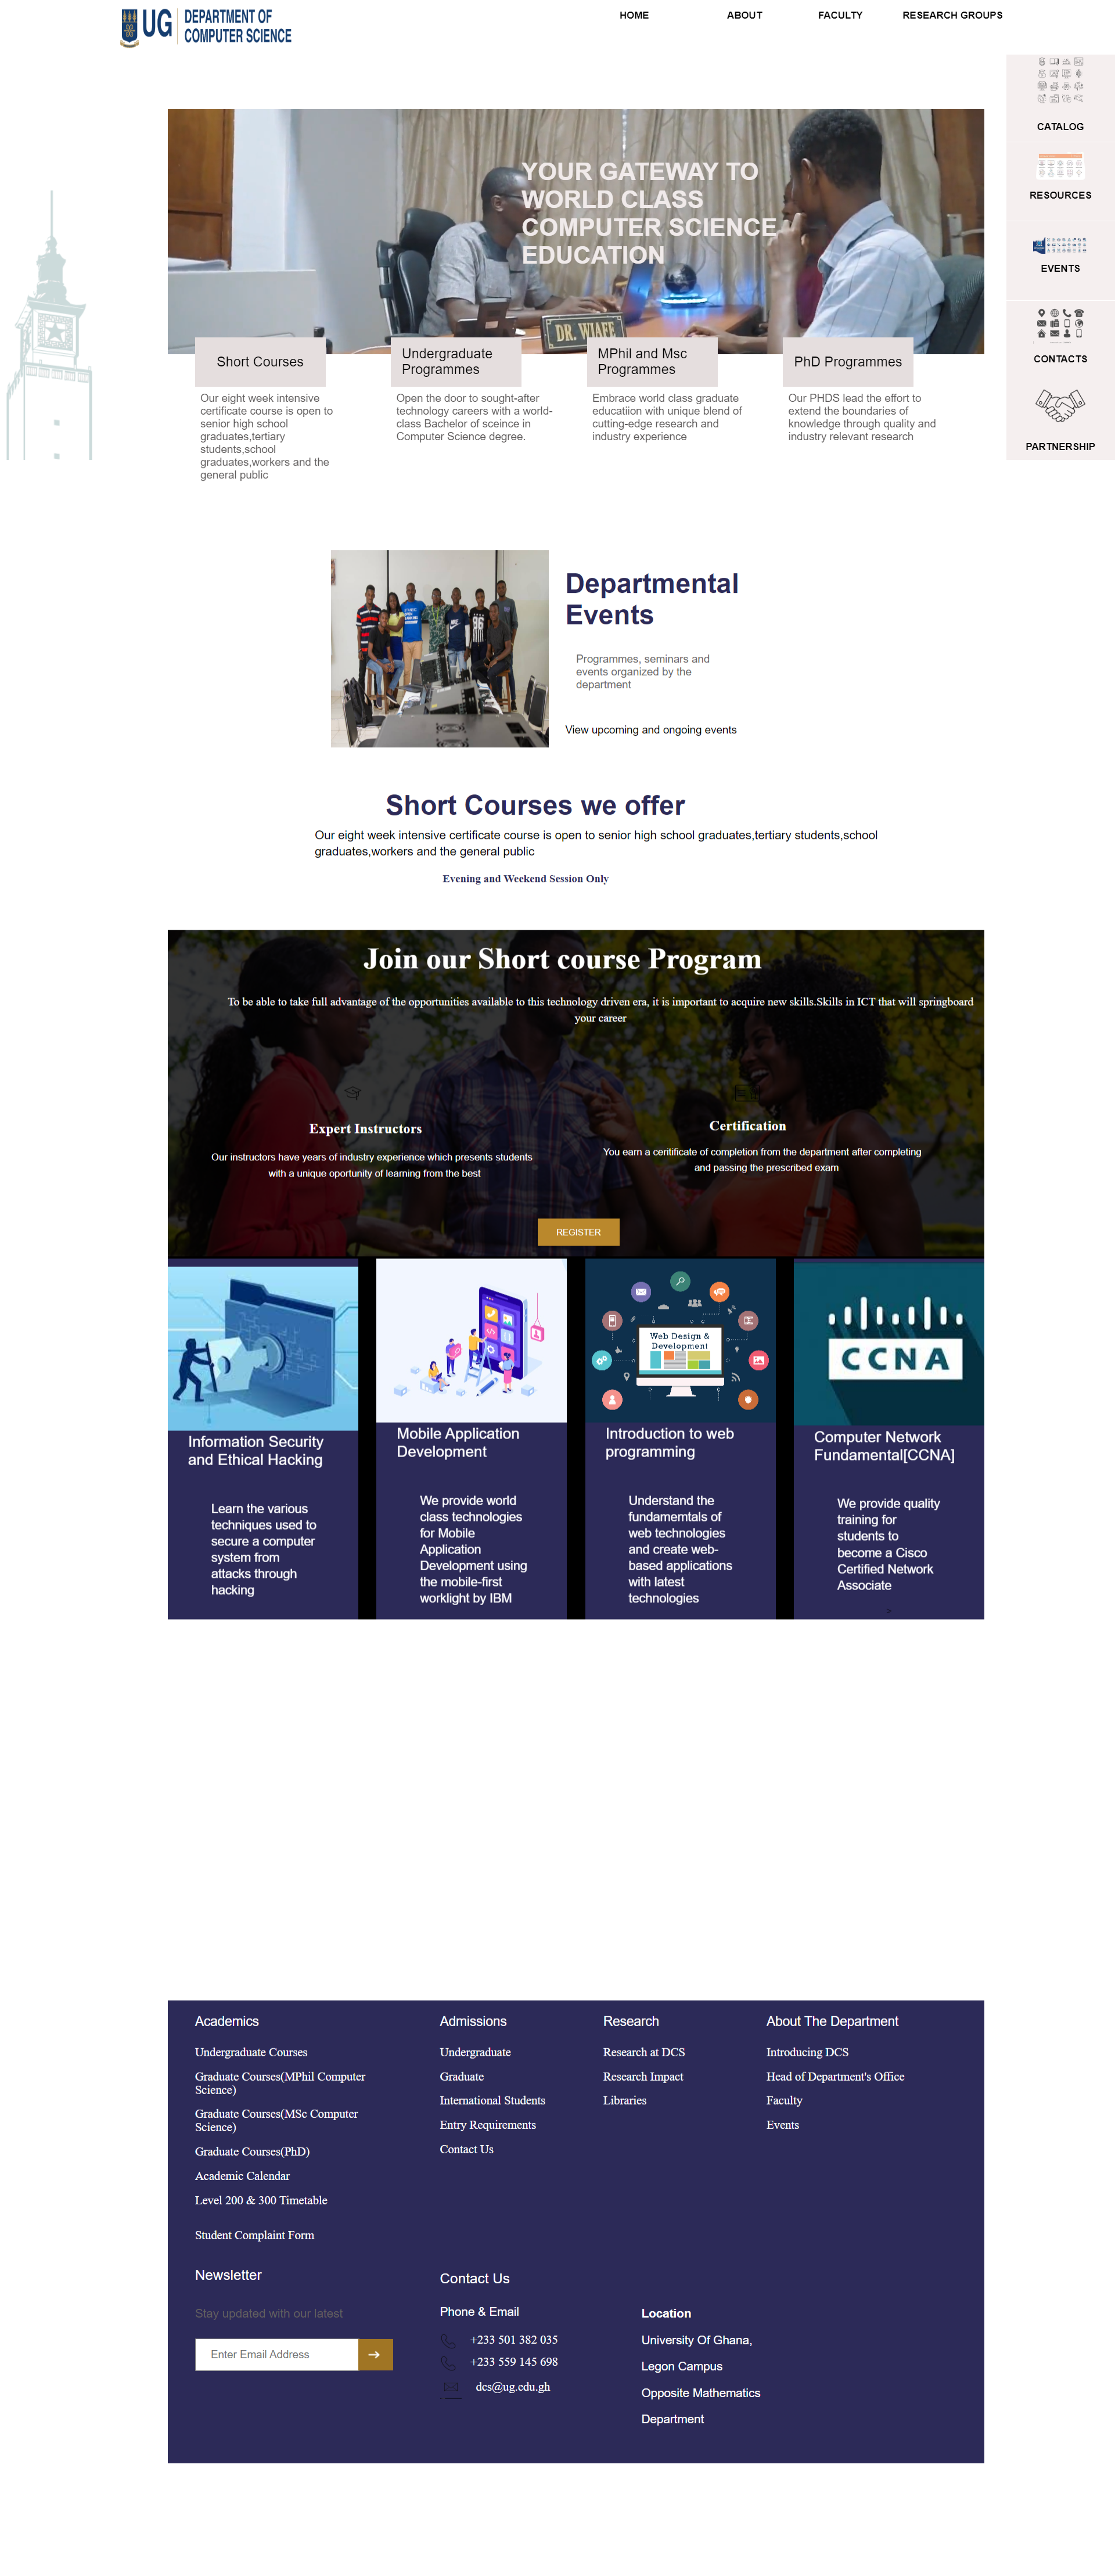 UG DEPARTMENT OF
COMPUTER SCIENCE
HOME
ABOUT
FACULTY
RESEARCH GROUPS
CATALOG
RESOURCES
EVENTS
CONTACTS
PARTNERSHIP
YOUR GATEWAY TO
WORLD CLASS
COMPUTER SCIENCE
EDUCATION
DR. WIAFE
Short Courses
Our eight week intensive
certificate course is open to
senior high school
graduates,tertiary
students,school
graduates,workers and the
general public
Undergraduate
Programmes
Open the door to sought-after
technology careers with a world-
class Bachelor of sceince in
Computer Science degree.
MPhil and Msc
Programmes
Embrace world class graduate
educatiion with unique blend of
cutting-edge research and
industry experience
PhD Programmes
Our PHDS lead the effort to
extend the boundaries of
knowledge through quality and
industry relevant research
86
Departmental
Events
Programmes, seminars and
events organized by the
department
View upcoming and ongoing events
Short Courses we offer
Our eight week intensive certificate course is open to senior high school graduates,tertiary students,school
graduates,workers and the general public
Evening and Weekend Session Only
Join our Short course Program
To be able to take full advantage of the opportunities available to this technology driven era, it is important to acquire new skills.Skills in ICT that will springboard
your career
Expert Instructors
Our instructors have years of industry experience which presents students
with a unique oportunity of learning from the best
Certification
You earn a ceritificate of completion from the department after completing
and passing the prescribed exam
REGISTER
Information Security
and Ethical Hacking
Learn the various
techniques used to
secure a computer
system from
attacks through
hacking
Mobile Application
Development
We provide world
class technologies
for Mobile
Application
Development using
the mobile-first
worklight by IBM
Web Design &
Development
Introduction to web
programming
Understand the
fundamemtals of
web technologies
and create web-
based applications
with latest
technologies
CCNA
Computer Network
Fundamental[CCNA]
We provide quality
training for
students to
become a Cisco
Certified Network
Associate
>
Academics
Undergraduate Courses
Graduate Courses(MPhil Computer
Science)
Graduate Courses(MSc Computer
Science)
Graduate Courses(PhD)
Academic Calendar
Level 200 & 300 Timetable
Student Complaint Form
Admissions
Undergraduate
Graduate
International Students
Entry Requirements
Contact Us
Research
Research at DCS
Research Impact
Libraries
About The Department
Introducing DCS
Head of Department's Office
Faculty
Events
Newsletter
Stay updated with our latest
Enter Email Address
Contact Us
Phone & Email
+233 501 382 035
+233 559 145 698
dcs@ug.edu.gh
Location
University Of Ghana,
Legon Campus
Opposite Mathematics
Department